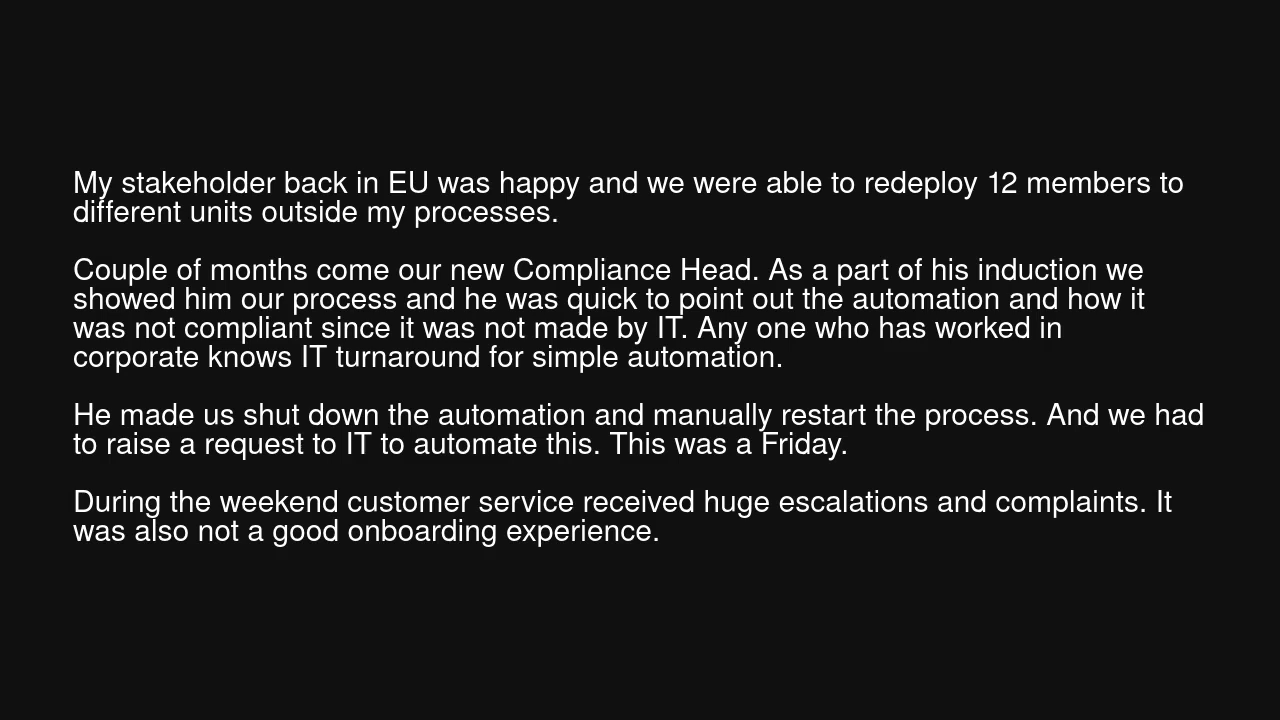 My stakeholder back in EU was happy and we were able to redeploy 12 members to
different units outside my processes.
Couple of months come our new Compliance Head. As a part of his induction we
showed him our process and he was quick to point out the automation and how it
was not compliant since it was not made by IT. Any one who has worked in
corporate knows IT turnaround for simple automation.
He made us shut down the automation and manually restart the process. And we had
to raise a request to IT to automate this. This was a Friday.
During the weekend customer service received huge escalations and complaints. It
was also not a good onboarding experience.